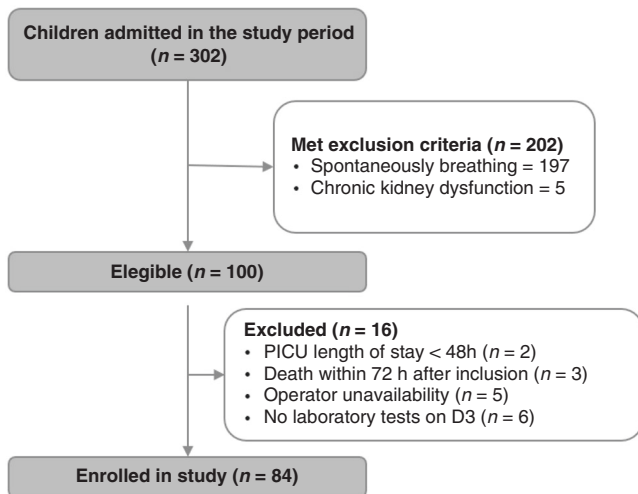 Children admitted in the study period
(n = 302)
Met exclusion criteria (n = 202)
• Spontaneously breathing = 197
• Chronic kidney dysfunction = 5
Elegible (n = 100)
Excluded (n = 16)
• PICU length of stay < 48h (n = 2)
• Death within 72 h after inclusion (n = 3)
• Operator unavailability (n = 5)
• No laboratory tests on D3 (n = 6)
Enrolled in study (n = 84)